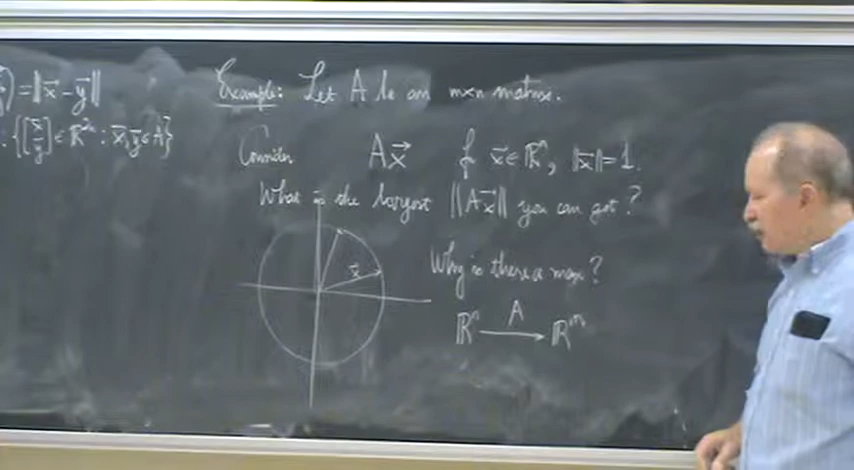 ) = ‖x⃗ - y⃗‖
: {[x⃗ y⃗] ∈ ℝ²ⁿ : x⃗, y⃗ ∈ A}
Example: Let A be an m×n matrix.
Consider Ax⃗ for x⃗ ∈ ℝⁿ, ‖x⃗‖ = 1.
What is the largest ‖Ax⃗‖ you can get?
x⃗
Why is there a max?
ℝⁿ —A→ ℝᵐ